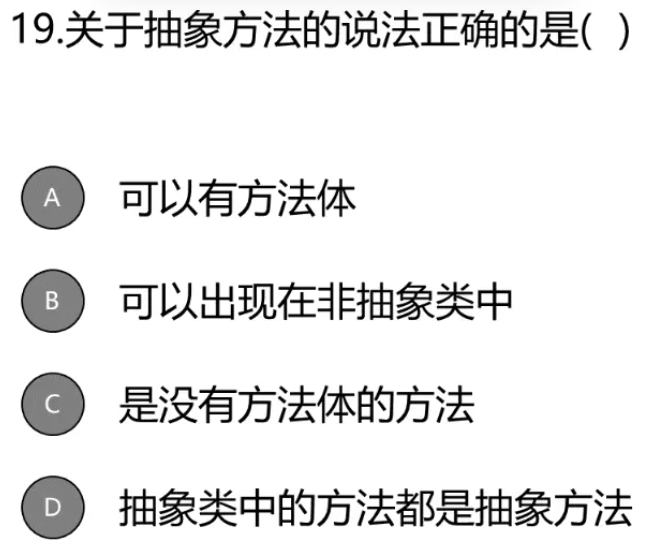 19.关于抽象方法的说法正确的是( )
A 可以有方法体
B 可以出现在非抽象类中
C 是没有方法体的方法
D 抽象类中的方法都是抽象方法